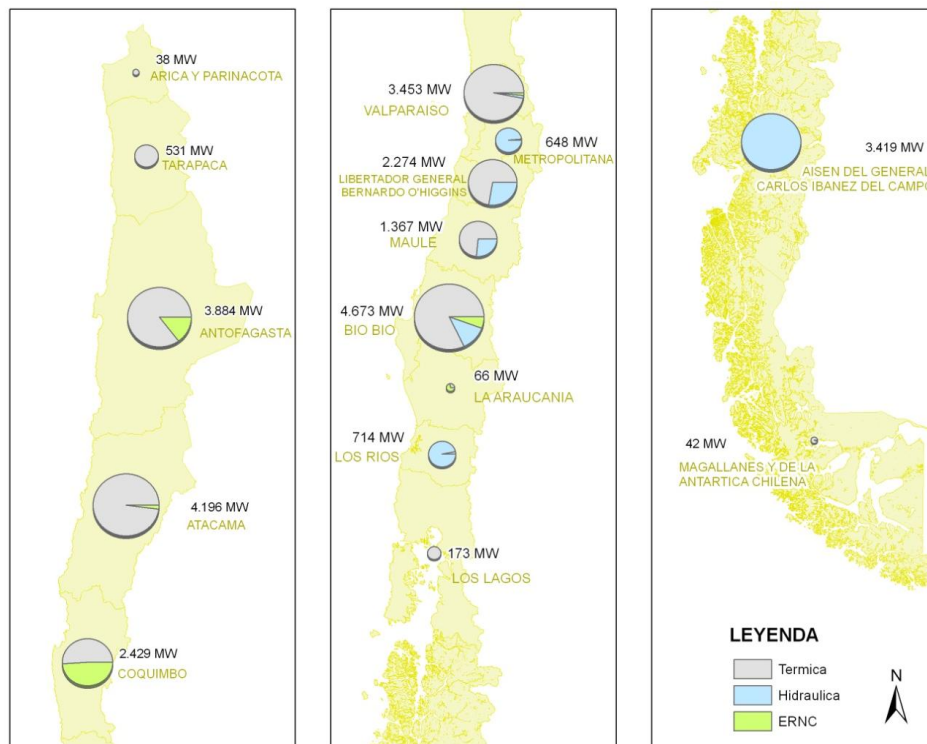 38 MW
ARICA Y PARINACOTA
531 MW
TARAPACA
3.884 MW
ANTOFAGASTA
4.196 MW
ATACAMA
2.429 MW
COQUIMBO
3.453 MW
VALPARAISO
648 MW
METROPOLITANA
2.274 MW
LIBERTADOR GENERAL
BERNARDO O'HIGGINS
1.367 MW
MAULE
4.673 MW
BIO BIO
66 MW
LA ARAUCANIA
714 MW
LOS RIOS
173 MW
LOS LAGOS
3.419 MW
AISEN DEL GENERAL
CARLOS IBANEZ DEL CAMPO
42 MW
MAGALLANES Y DE LA
ANTARTICA CHILENA
LEYENDA
Termica
Hidraulica
ERNC
N